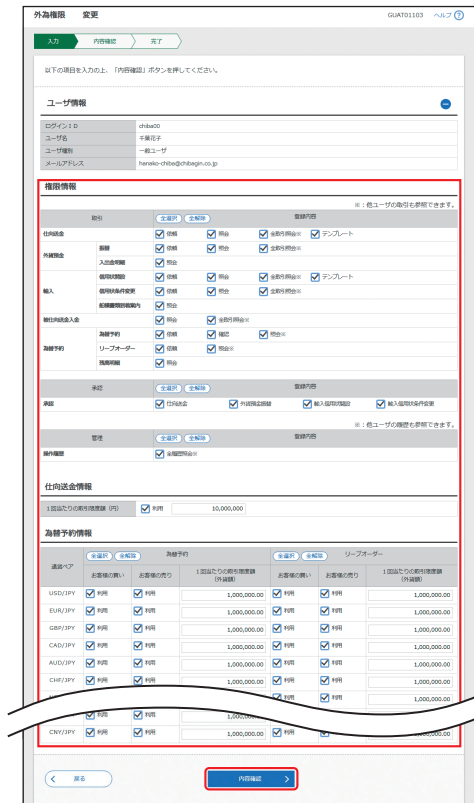 外為権限　変更
GUAT01103 ヘルプ ?
入力 内容確認 完了
以下の項目を入力の上、「内容確認」ボタンを押してください。
ユーザ情報
ログインID chiba00
ユーザ名 千葉花子
ユーザ種別 一般ユーザ
メールアドレス hanako-chiba@chibagin.co.jp
権限情報
※：他ユーザの取引も参照できます。
取引 全選択 全解除 登録内容
仕向送金 依頼 照会 全取引照会※ テンプレート
外貨預金 振替 依頼 照会 全取引照会※
入出金明細 照会
輸入 信用状開設 依頼 照会 全取引照会※ テンプレート
信用状条件変更 依頼 照会 全取引照会※
船積書類到着案内 照会
被仕向送金入金 照会 全取引照会※
為替予約 為替予約 依頼 確認 照会※
リーブオーダー 依頼 照会※
残高明細 照会
承認 全選択 全解除 登録内容
承認 仕向送金 外貨預金振替 輸入信用状開設 輸入信用状条件変更
※：他ユーザの履歴も参照できます。
管理 全選択 全解除 登録内容
操作履歴 全履歴照会※
仕向送金情報
1回当たりの取引限度額（円） 利用 10,000,000
為替予約情報
通貨ペア 全選択 全解除 為替予約 全選択 全解除 リーブオーダー
お客様の買い お客様の売り 1回当たりの取引限度額（外貨額） お客様の買い お客様の売り 1回当たりの取引限度額（外貨額）
USD/JPY 利用 利用 1,000,000.00 利用 利用 1,000,000.00
EUR/JPY 利用 利用 1,000,000.00 利用 利用 1,000,000.00
GBP/JPY 利用 利用 1,000,000.00 利用 利用 1,000,000.00
CAD/JPY 利用 利用 1,000,000.00 利用 利用 1,000,000.00
AUD/JPY 利用 利用 1,000,000.00 利用 利用 1,000,000.00
CHF/JPY 利用 利用 1,000,000.00 利用 利用 1,000,000.00
利用 利用 1,000,000.00
利用 利用
CNY/JPY 利用 利用 1,000,000.00 利用 利用
戻る 内容確認